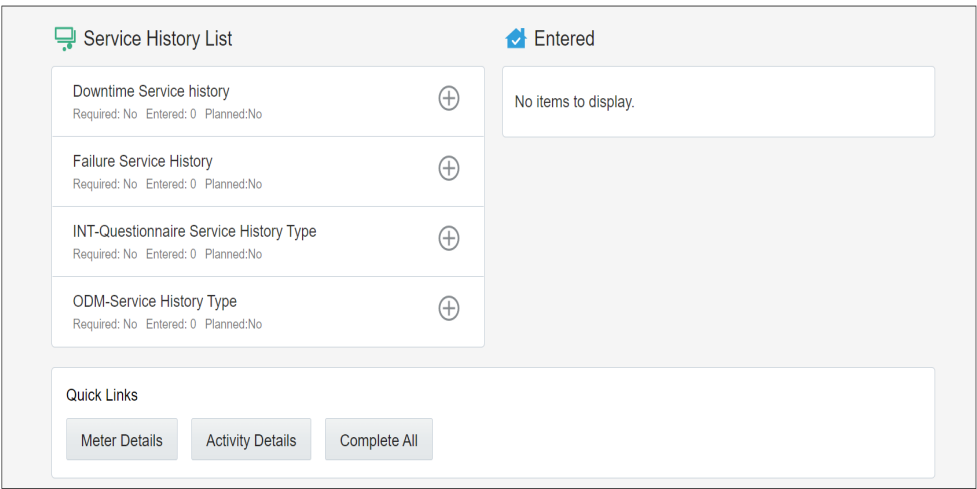 Service History List
Downtime Service history
Required: No Entered: 0 Planned:No
Failure Service History
Required: No Entered: 0 Planned:No
INT-Questionnaire Service History Type
Required: No Entered: 0 Planned:No
ODM-Service History Type
Required: No Entered: 0 Planned:No
Entered
No items to display.
Quick Links
Meter Details
Activity Details
Complete All